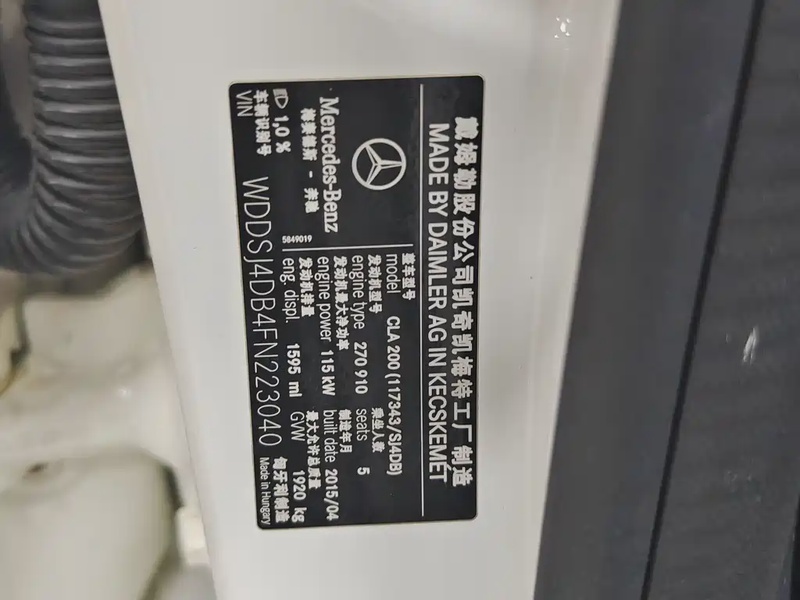 戴姆勒股份公司凯奇凯梅特工厂制造
MADE BY DAIMLER AG IN KECSKEMET
Mercedes-Benz
梅赛德斯 - 奔驰
1,0 %
5849019
整车型号
model CLA 200 (117343/SJ4DB)
发动机型号 乘坐人数
engine type 270 910 seats 5
发动机最大净功率 制造年月
engine power 115 kW built date 2015/04
发动机排量 最大允许总质量
eng. displ. 1595 ml GVW 1920 kg
车辆识别号 匈牙利制造
VIN WDDSJ4DB4FN223040 Made in Hungary